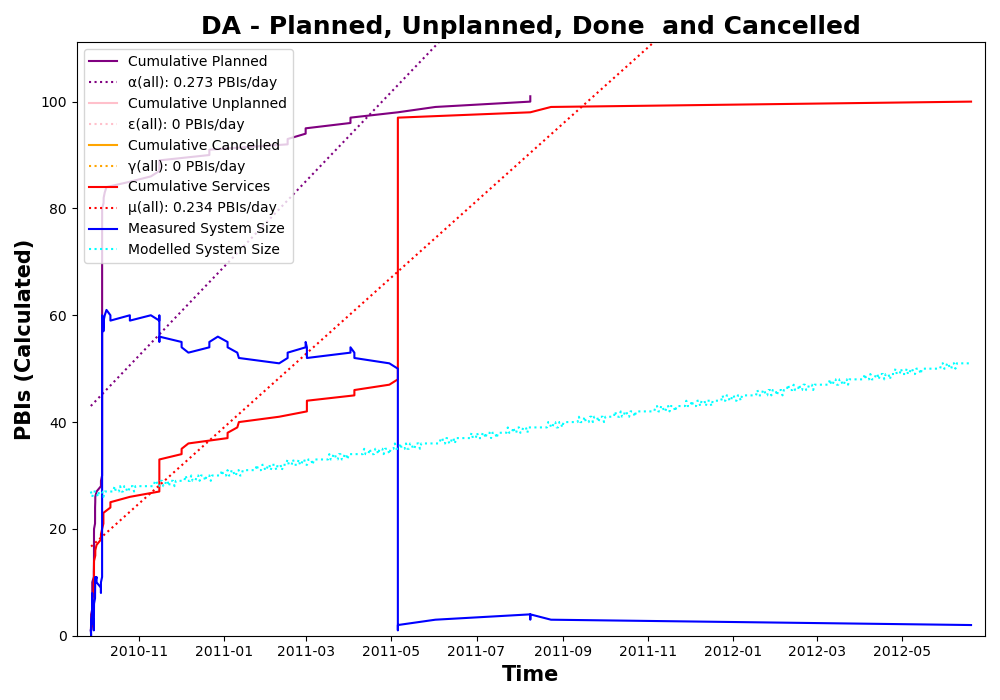 DA - Planned, Unplanned, Done  and Cancelled
Cumulative Planned
α(all): 0.273 PBIs/day
Cumulative Unplanned
ε(all): 0 PBIs/day
Cumulative Cancelled
γ(all): 0 PBIs/day
Cumulative Services
μ(all): 0.234 PBIs/day
Measured System Size
Modelled System Size
PBIs (Calculated)
100
80
60
40
20
0
2010-11 2011-01 2011-03 2011-05 2011-07 2011-09 2011-11 2012-01 2012-03 2012-05
Time